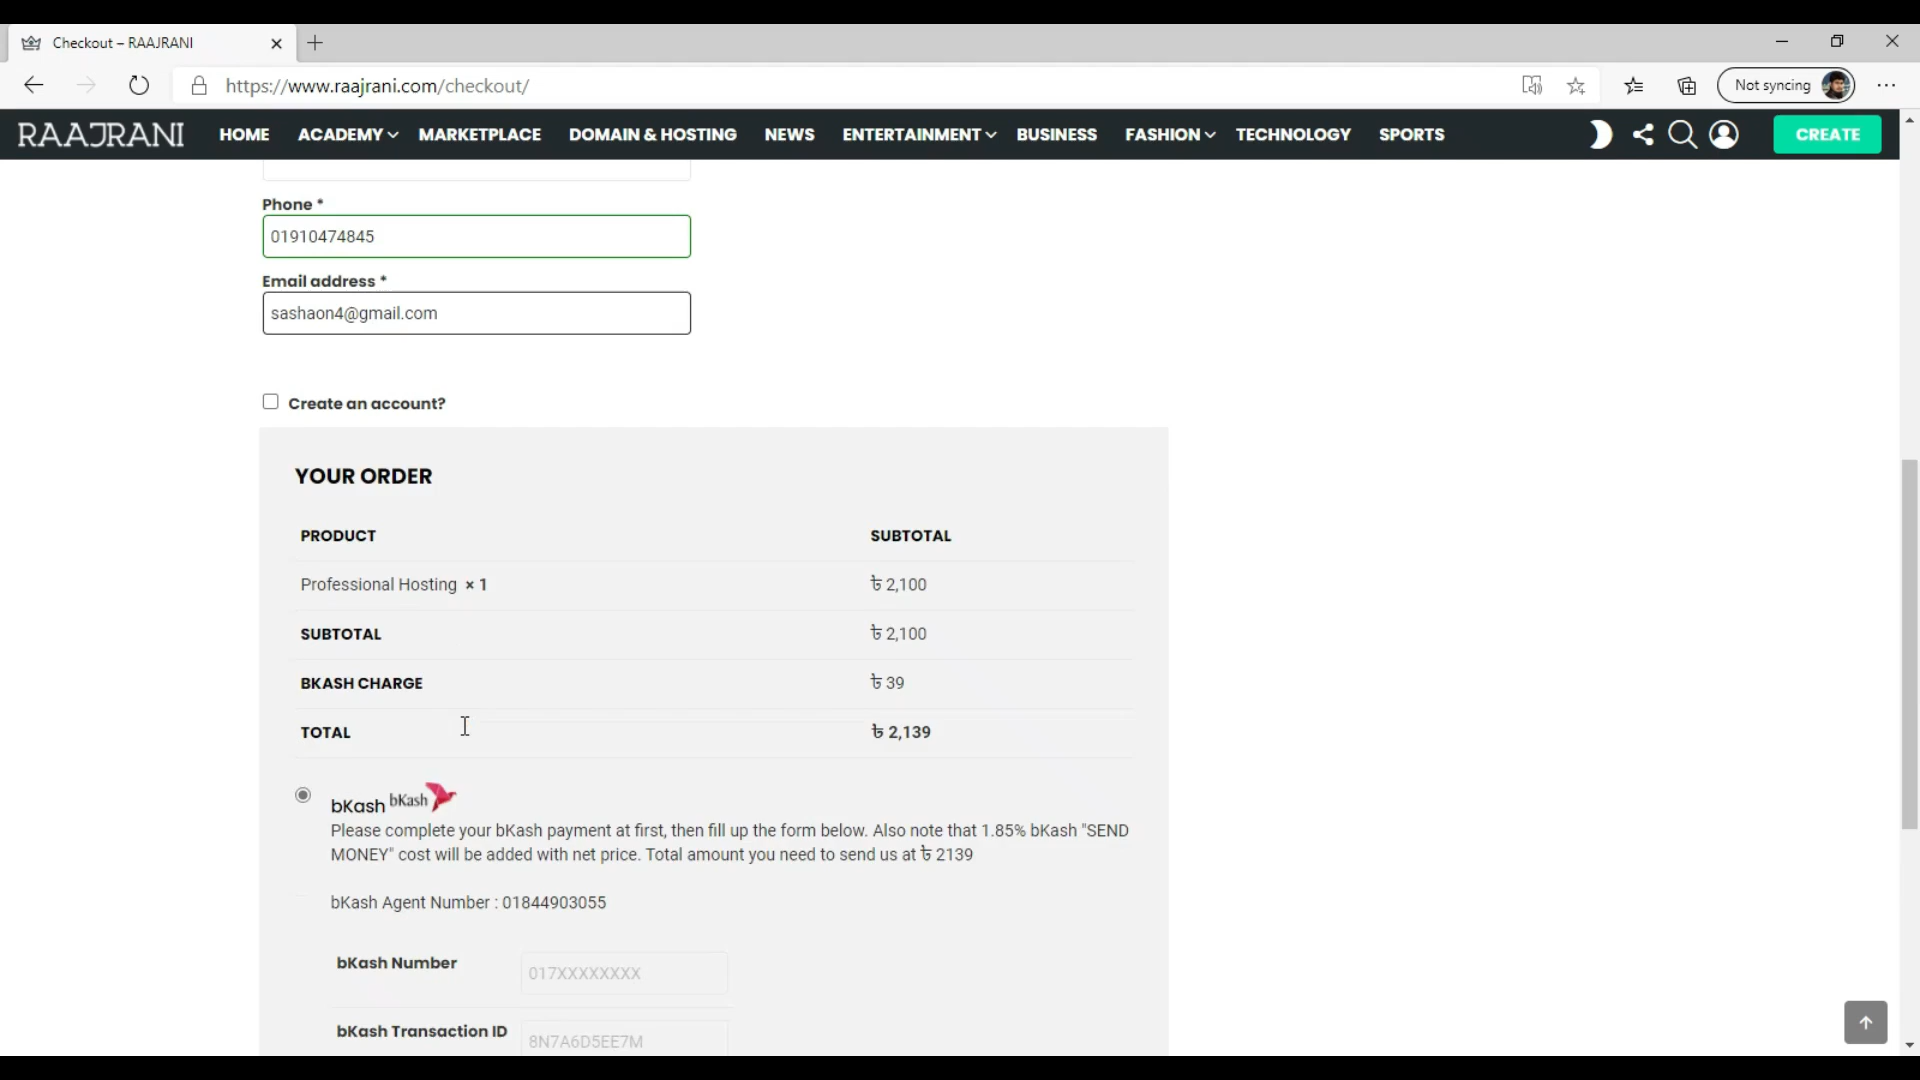 Checkout – RAAJRANI
https://www.raajrani.com/checkout/
Not syncing
RAAJRANI HOME ACADEMY MARKETPLACE DOMAIN & HOSTING NEWS ENTERTAINMENT BUSINESS FASHION TECHNOLOGY SPORTS CREATE
Phone *
01910474845
Email address *
sashaon4@gmail.com
Create an account?
YOUR ORDER
PRODUCT SUBTOTAL
Professional Hosting × 1 ৳ 2,100
SUBTOTAL ৳ 2,100
BKASH CHARGE ৳ 39
TOTAL ৳ 2,139
bKash bKash
Please complete your bKash payment at first, then fill up the form below. Also note that 1.85% bKash "SEND
MONEY" cost will be added with net price. Total amount you need to send us at ৳ 2139
bKash Agent Number : 01844903055
bKash Number 017XXXXXXXX
bKash Transaction ID 8N7A6D5EE7M